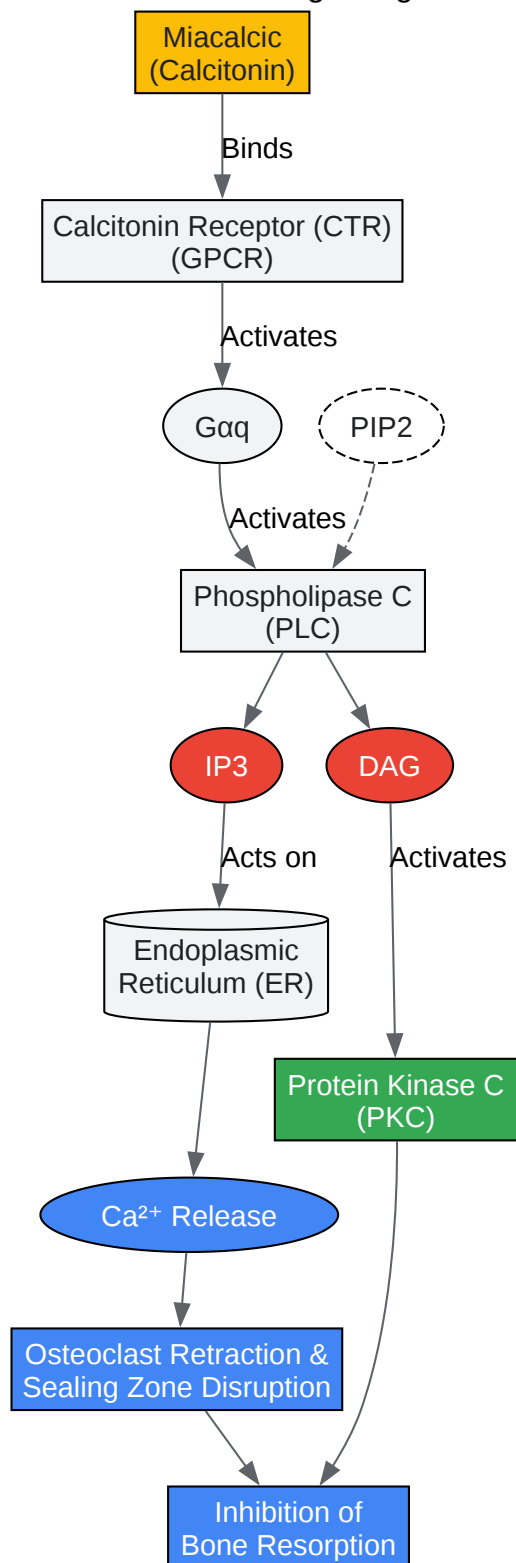 Miacalcic
(Calcitonin)
Binds
Calcitonin Receptor (CTR)
(GPCR)
Activates
Gαq
PIP2
Activates
Phospholipase C
(PLC)
IP3
DAG
Acts on
Activates
Endoplasmic
Reticulum (ER)
Protein Kinase C
(PKC)
Ca²⁺ Release
Osteoclast Retraction &
Sealing Zone Disruption
Inhibition of
Bone Resorption